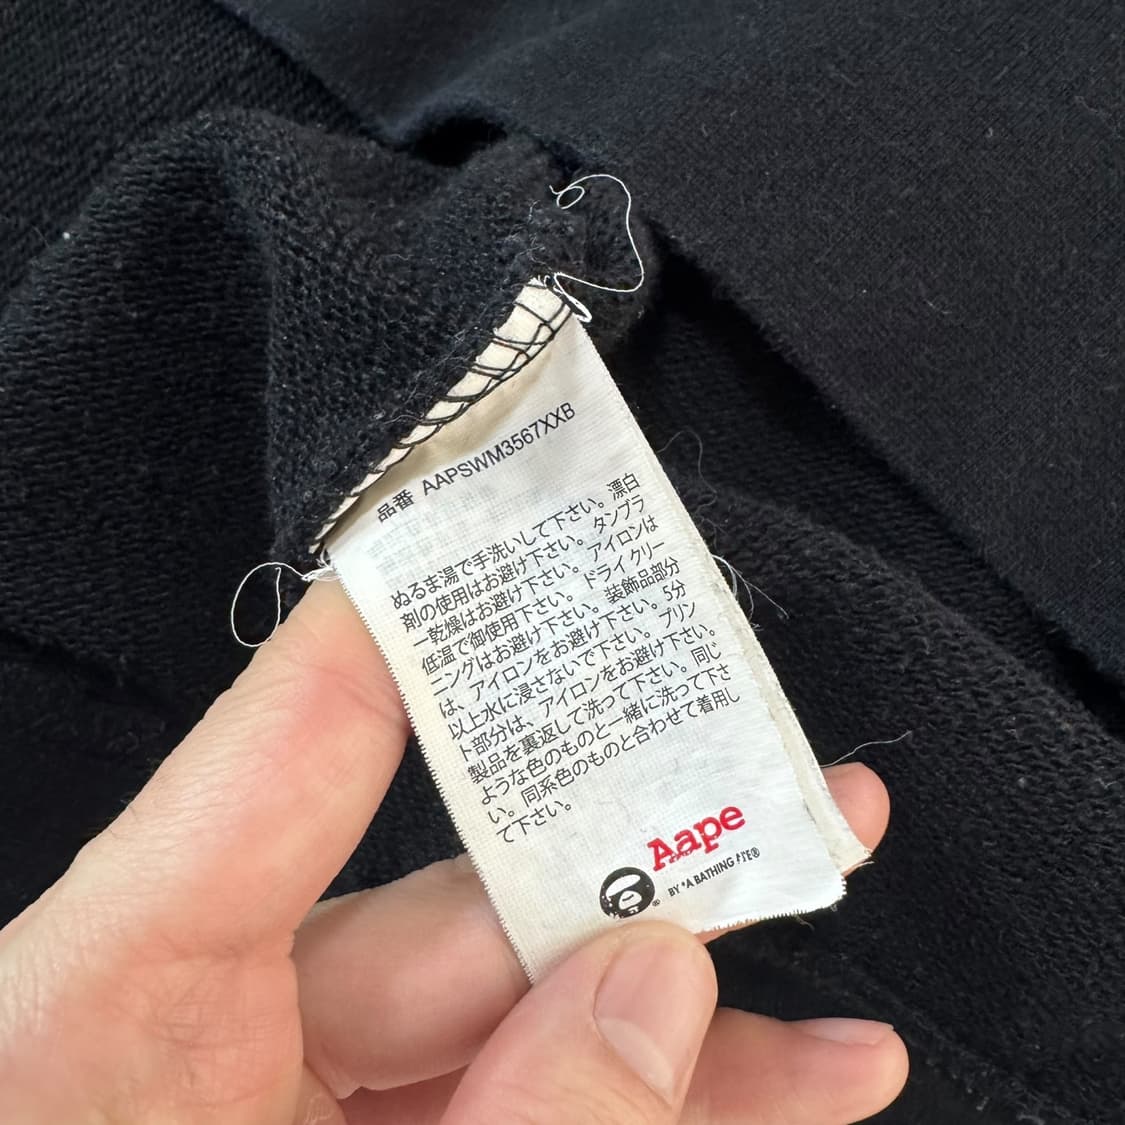 品番 AAPSWM3567XXB
ぬるま湯で手洗いして下さい。漂白
剤の使用はお避け下さい。タンブラ
ー乾燥はお避け下さい。アイロンは
低温で御使用下さい。ドライクリー
ニングはお避け下さい。装飾品部分
は、アイロンをお避け下さい。5分
以上水に浸さないで下さい。プリン
ト部分は、アイロンをお避け下さい。
製品を裏返して洗って下さい。同じ
ような色のものと一緒に洗って下さ
い。同系色のものと合わせて着用し
て下さい。
Aape
BY *A BATHING APE®